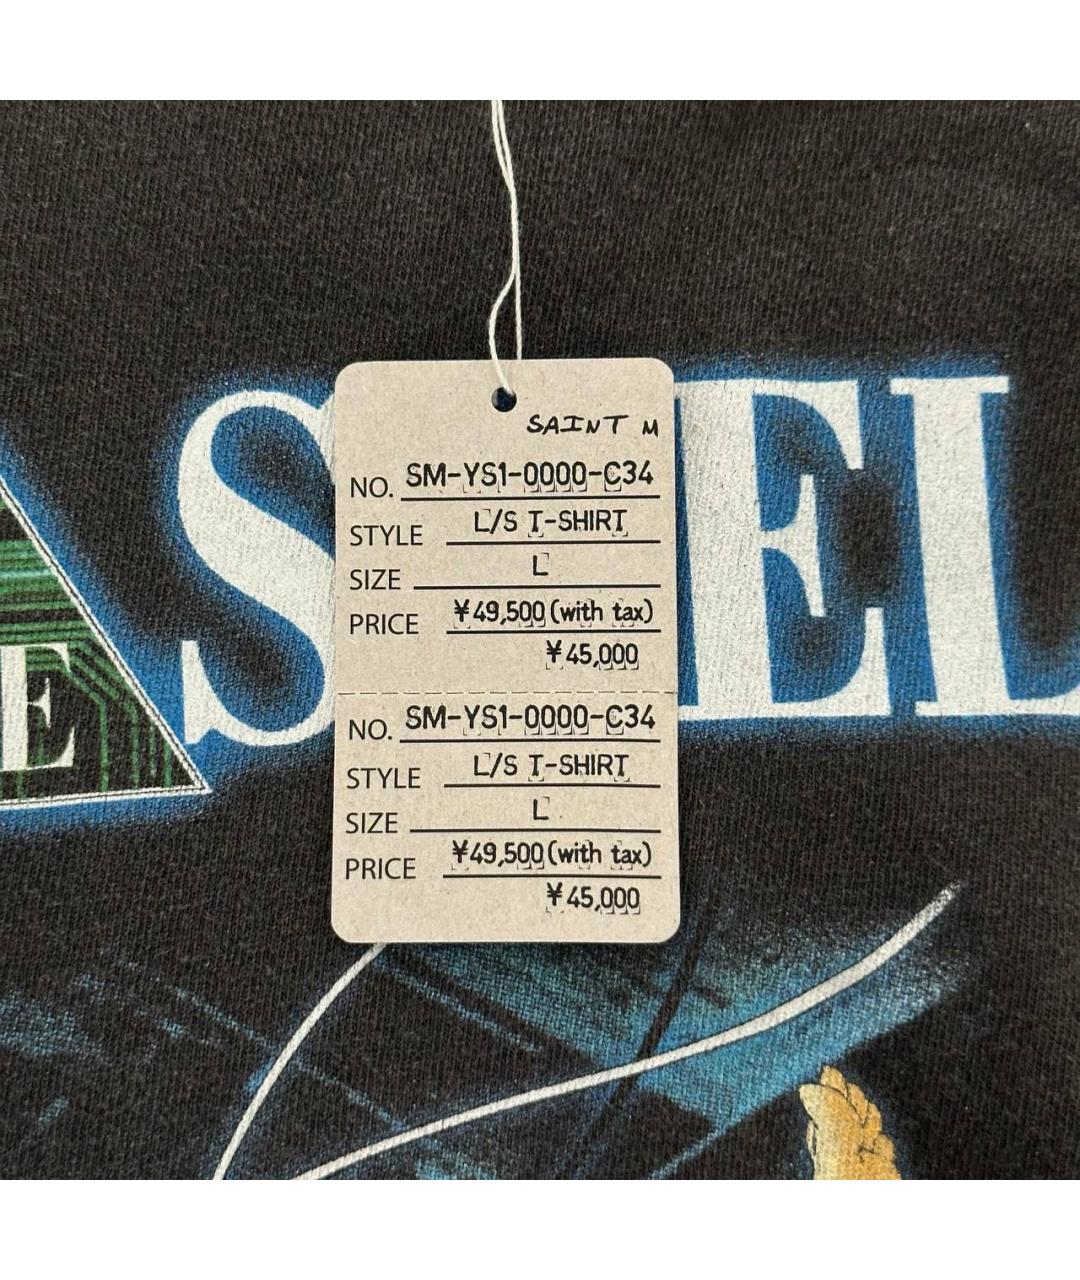 SAINT M
NO. SM-YS1-0000-C34
STYLE L/S T-SHIRT
SIZE L
PRICE ¥49,500(with tax)
¥45,000
NO. SM-YS1-0000-C34
STYLE L/S T-SHIRT
SIZE L
PRICE ¥49,500(with tax)
¥45,000
E
S
EL